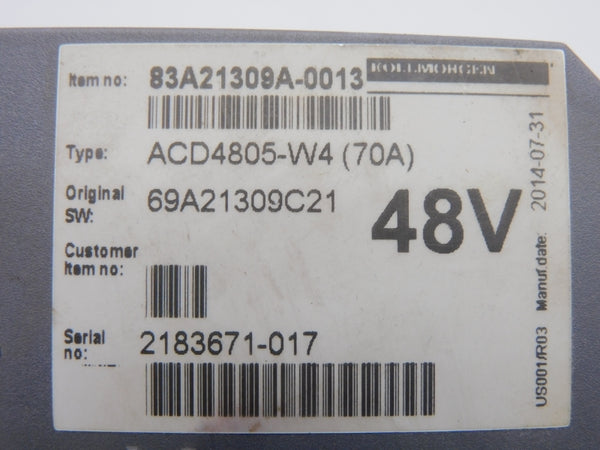 Item no: 83A21309A-0013 KOLLMORGEN
Type: ACD4805-W4 (70A)
Original SW: 69A21309C21
48V
Customer Item no:
Serial no: 2183671-017
US001/R03 Manuf date: 2014-07-31